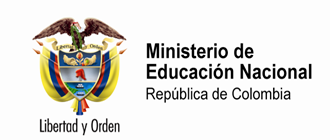 Ministerio de
Educación Nacional
República de Colombia
Libertad y Orden